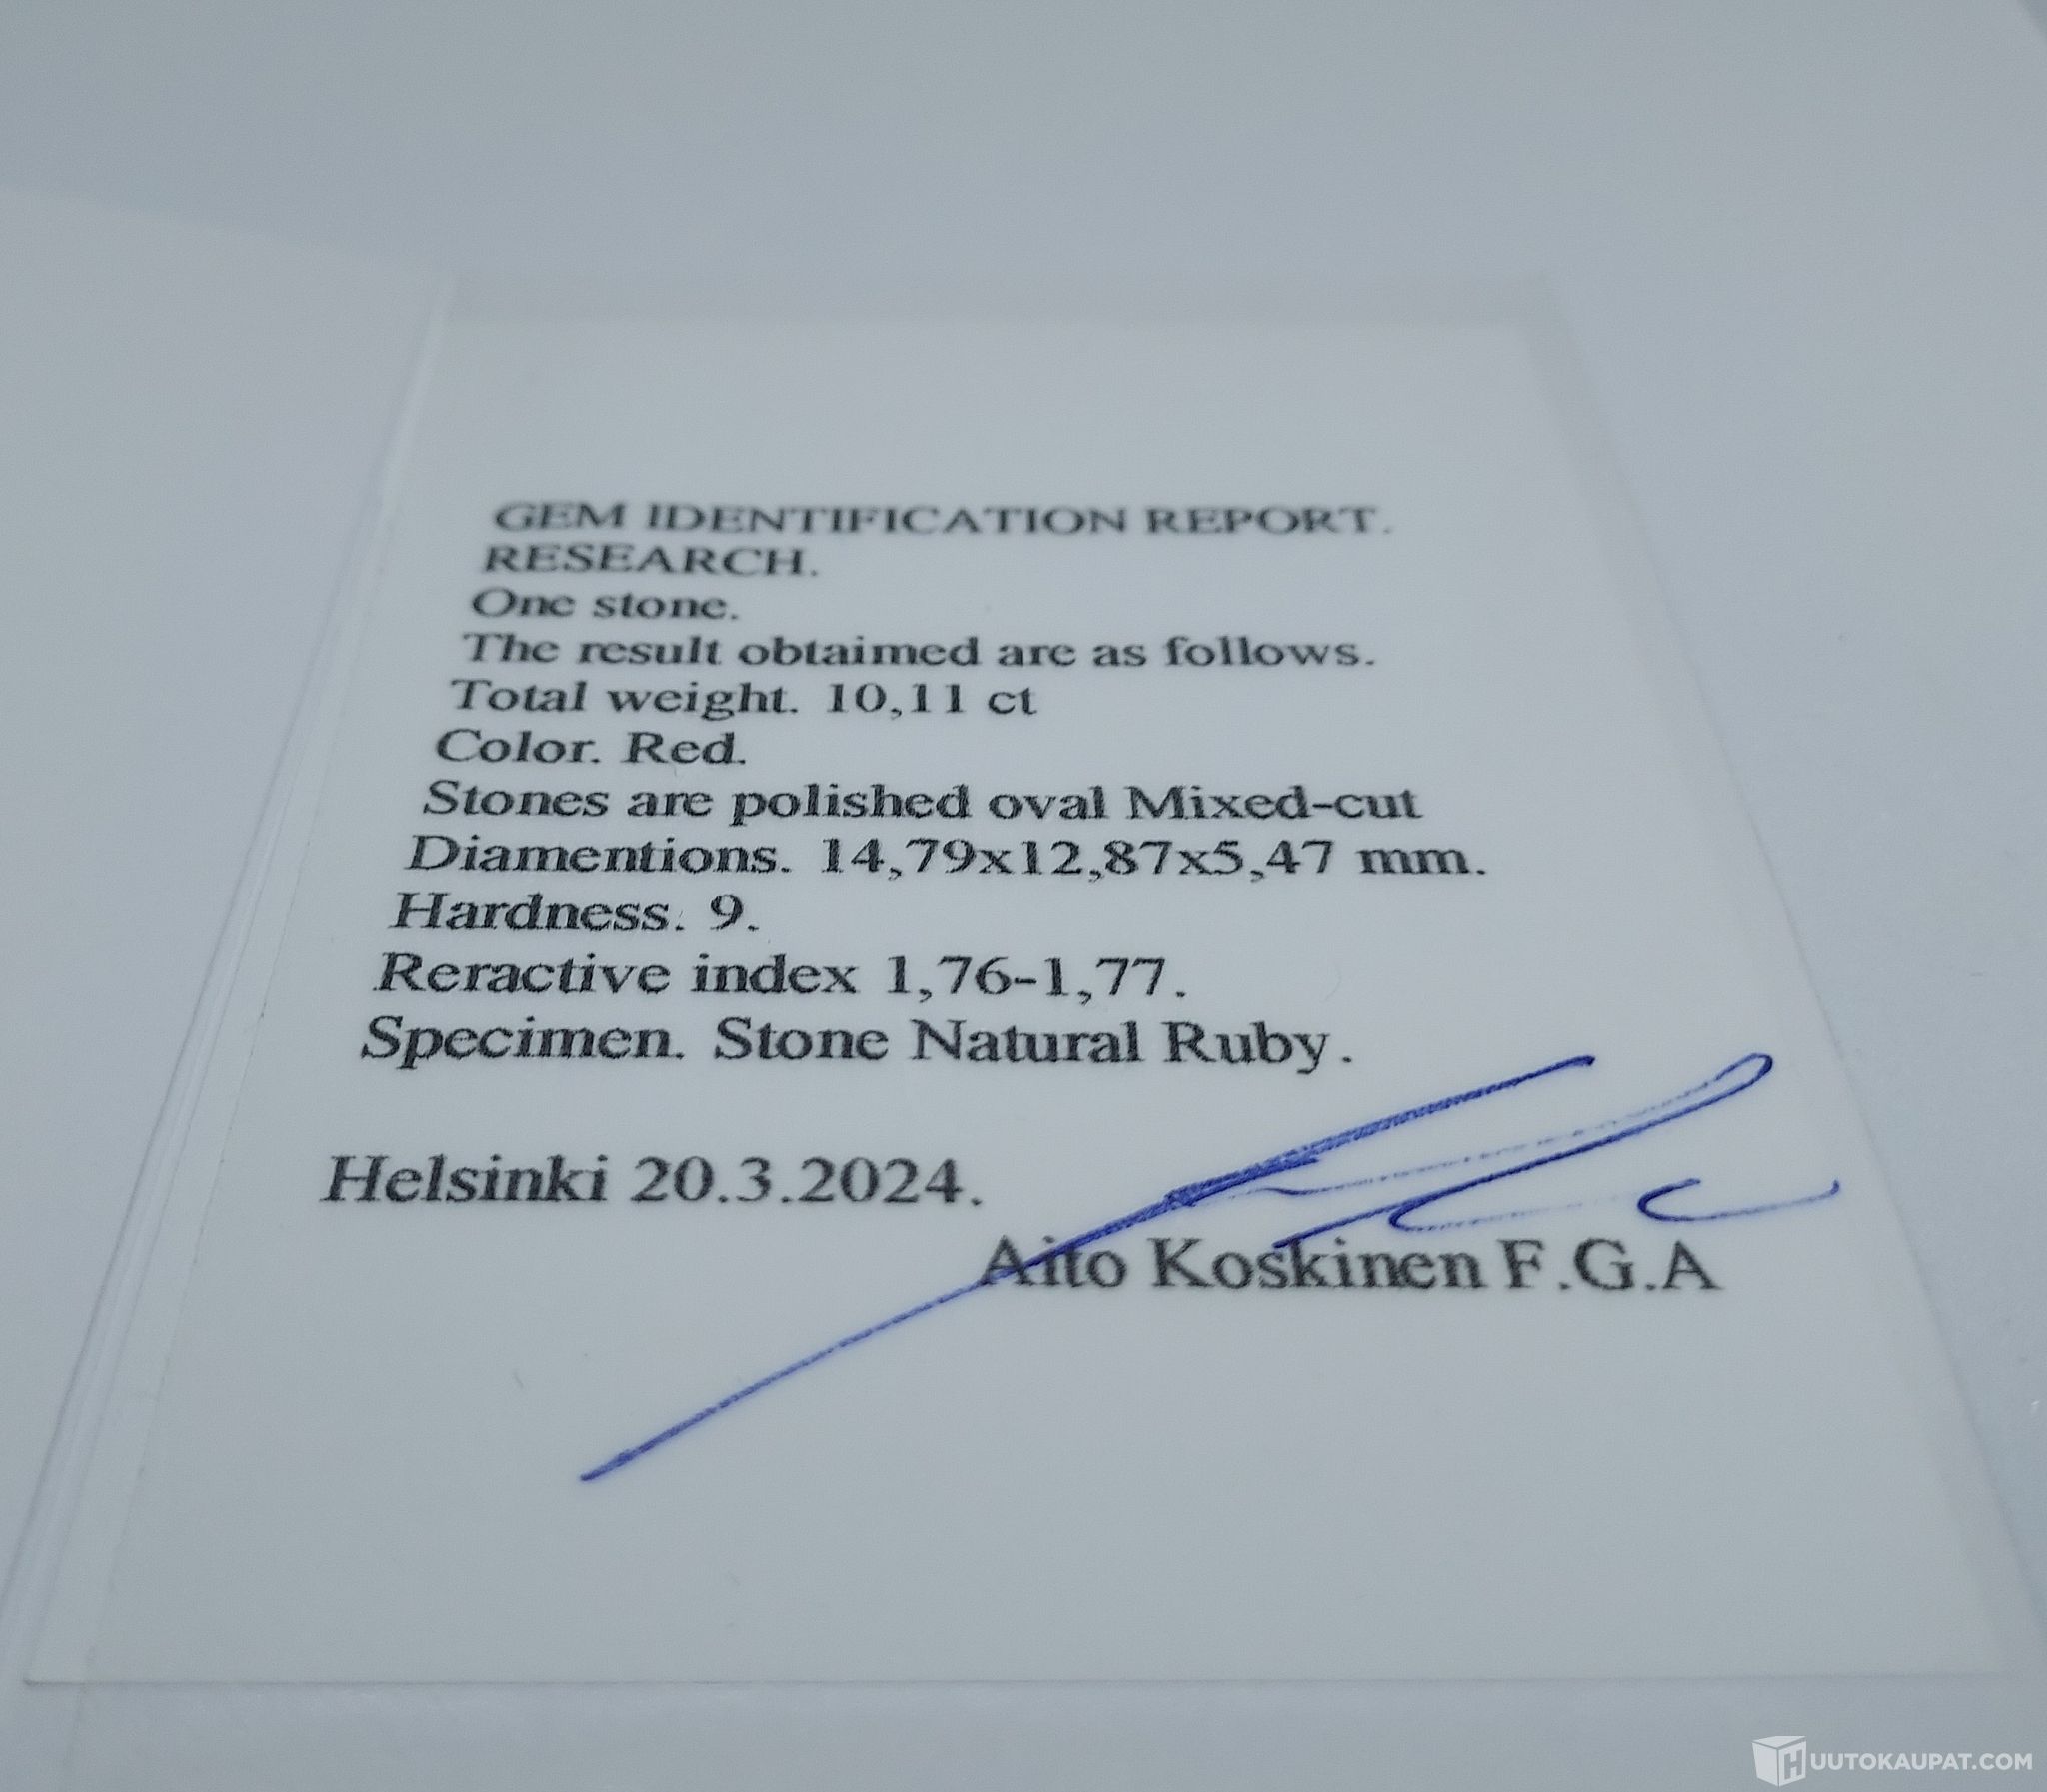 GEM IDENTIFICATION REPORT.
RESEARCH.
One stone.
The result obtaimed are as follows.
Total weight. 10,11 ct
Color. Red.
Stones are polished oval Mixed-cut
Diamentions. 14,79x12,87x5,47 mm.
Hardness. 9.
Reractive index 1,76-1,77.
Specimen. Stone Natural Ruby.
Helsinki 20.3.2024.
Aito Koskinen F.G.A
HUUTOKAUPAT.COM